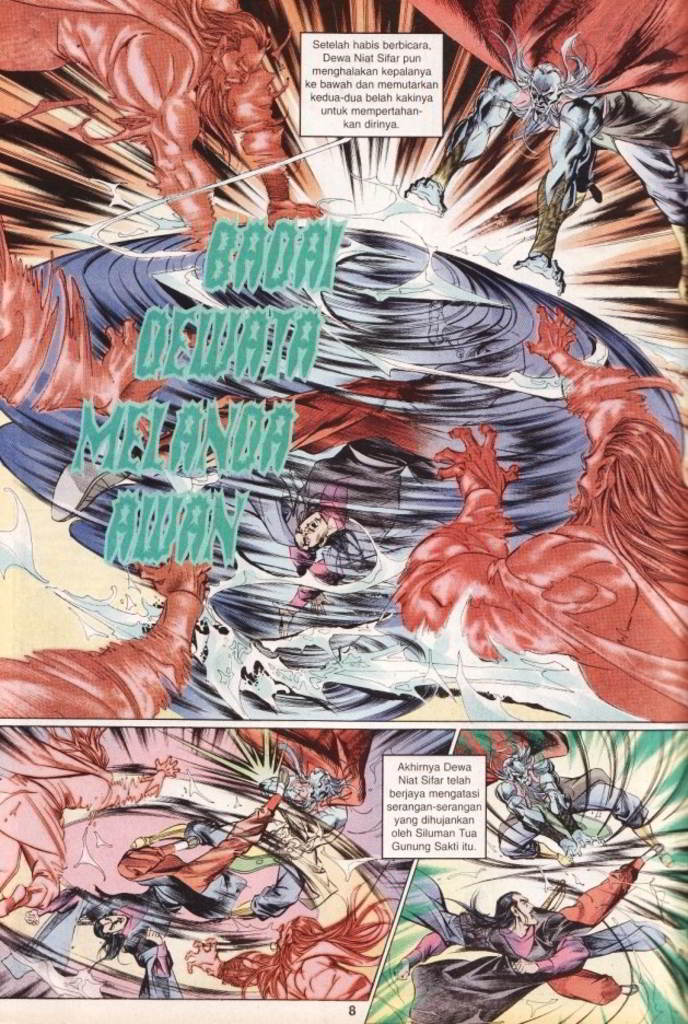 Setelah habis berbicara,
Dewa Niat Sifar pun
menghalakan kepalanya
ke bawah dan memutarkan
kedua-dua belah kakinya
untuk mempertahan-
kan dirinya.
BADAI
DEWATA
MELANDA
AWAN
Akhirnya Dewa
Niat Sifar telah
berjaya mengatasi
serangan-serangan
yang dihujankan
oleh Siluman Tua
Gunung Sakti itu.
8